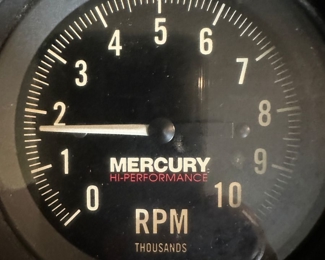 5
4 6
3 7
2 8
1 9
0 10
MERCURY
HI-PERFORMANCE
RPM
THOUSANDS